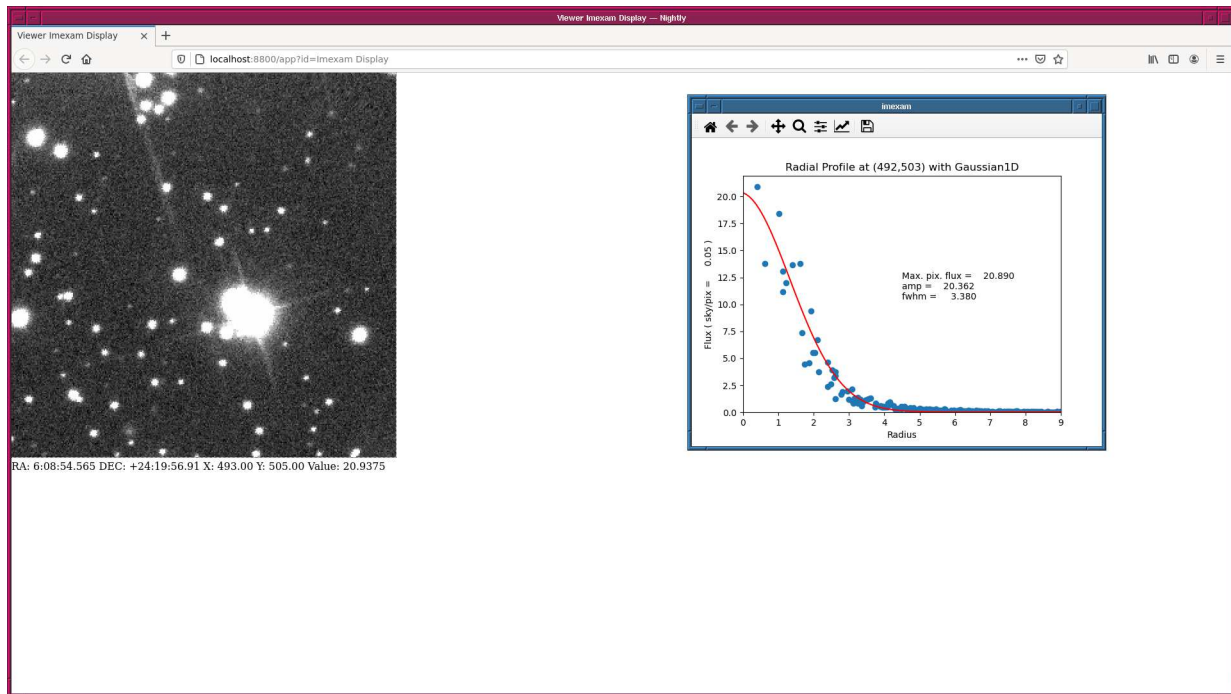 Viewer Imexam Display — Nightly
Viewer Imexam Display
localhost:8800/app?id=Imexam Display
imexam
Radial Profile at (492,503) with Gaussian1D
20.0
17.5
15.0
12.5
10.0
7.5
5.0
2.5
0.0
Flux ( sky/pix =    0.05 )
Max. pix. flux =    20.890
amp =    20.362
fwhm =     3.380
0 1 2 3 4 5 6 7 8 9
Radius
RA: 6:08:54.565 DEC: +24:19:56.91 X: 493.00 Y: 505.00 Value: 20.9375